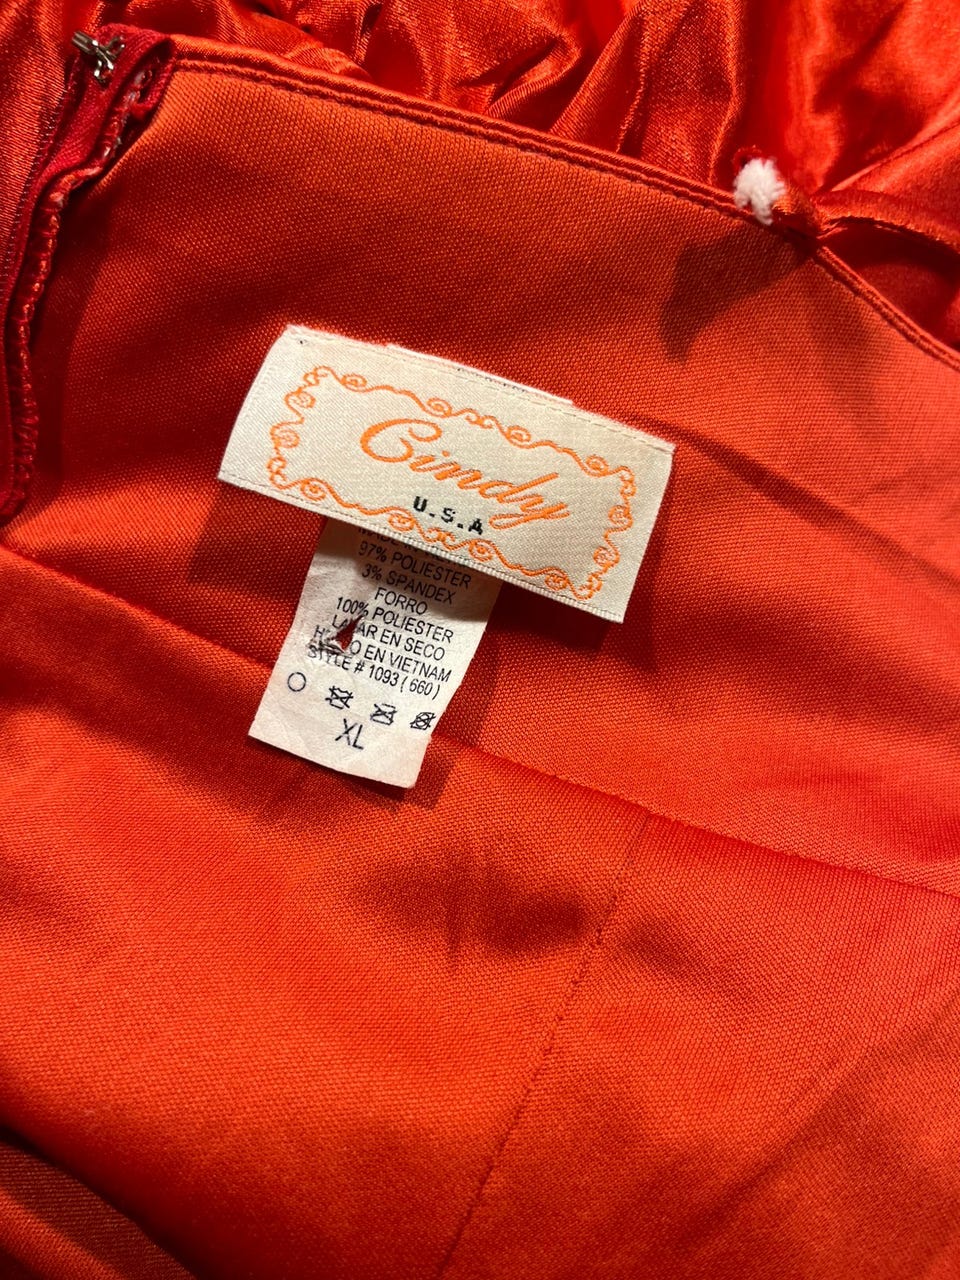 Cindy
U.S.A
97% POLIESTER
3% SPANDEX
FORRO
100% POLIESTER
EN SECO
EN VIETNAM
STYLE # 1093 ( 660 )
XL